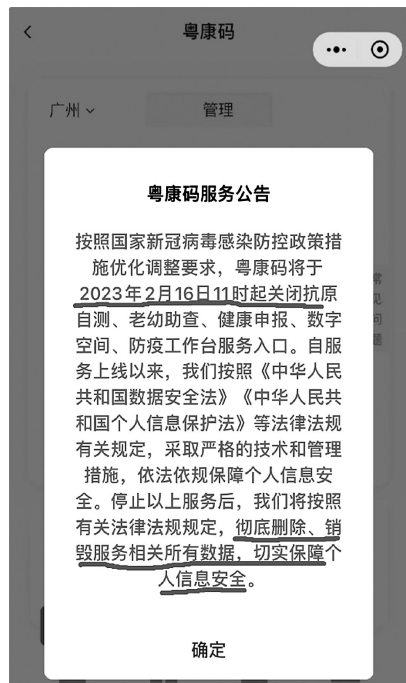 粤康码
广州
管理
粤康码服务公告
按照国家新冠病毒感染防控政策措
施优化调整要求，粤康码将于
2023年2月16日11时起关闭抗原
自测、老幼助查、健康申报、数字
空间、防疫工作台服务入口。自服
务上线以来，我们按照《中华人民
共和国数据安全法》《中华人民共
和国个人信息保护法》等法律法规
有关规定，采取严格的技术和管理
措施，依法依规保障个人信息安
全。停止以上服务后，我们将按照
有关法律法规规定，彻底删除、销
毁服务相关所有数据，切实保障个
人信息安全。
常
见
问
题
确定